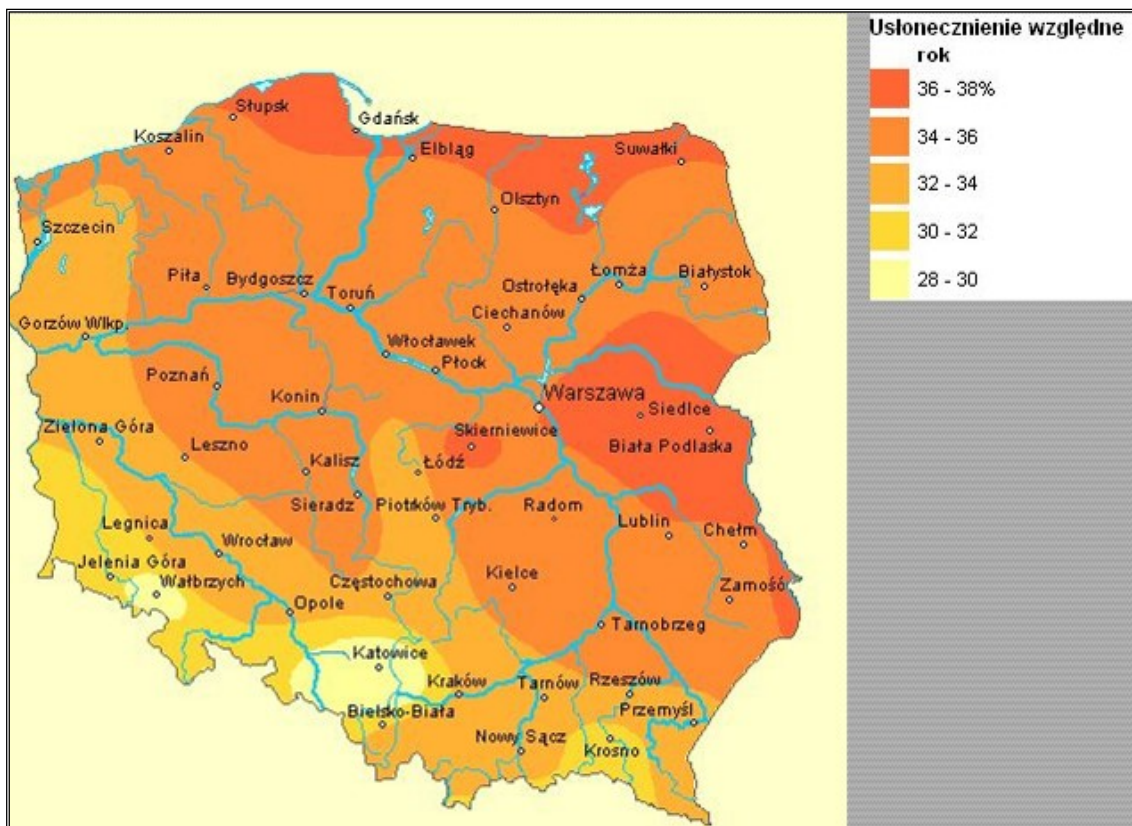 Usłonecznienie względne
rok
36 - 38%
34 - 36
32 - 34
30 - 32
28 - 30
Słupsk
Gdańsk
Koszalin
Elbląg
Suwałki
Olsztyn
Szczecin
Piła
Bydgoszcz
Toruń
Ostrołęka
Łomża
Białystok
Ciechanów
Gorzów Wlkp.
Włocławek
Płock
Poznań
Konin
Warszawa
Siedlce
Skierniewice
Biała Podlaska
Zielona Góra
Leszno
Kalisz
Łódź
Sieradz
Piotrków Tryb.
Radom
Lublin
Chełm
Legnica
Wrocław
Jelenia Góra
Wałbrzych
Częstochowa
Kielce
Zamość
Opole
Tarnobrzeg
Katowice
Kraków
Tarnów
Rzeszów
Bielsko-Biała
Przemyśl
Nowy Sącz
Krosno